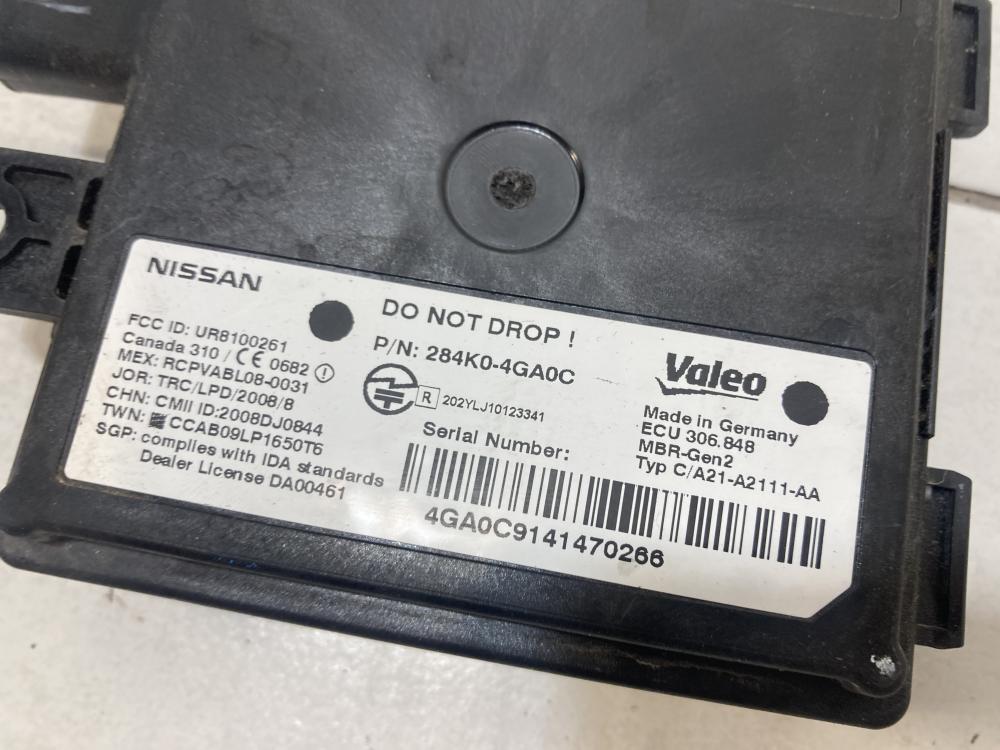 NISSAN
FCC ID: UR8100261
Canada 310 / CE 0682
MEX: RCPVABL08-0031
JOR: TRC/LPD/2008/8
CHN: CMII ID:2008DJ0844
TWN: CCAB09LP1650T6
SGP: complies with IDA standards
Dealer License DA00461
DO NOT DROP !
P/N: 284K0-4GA0C
R 202YLJ10123341
Serial Number:
4GA0C9141470266
Valeo
Made in Germany
ECU 306.848
MBR-Gen2
Typ C/A21-A2111-AA